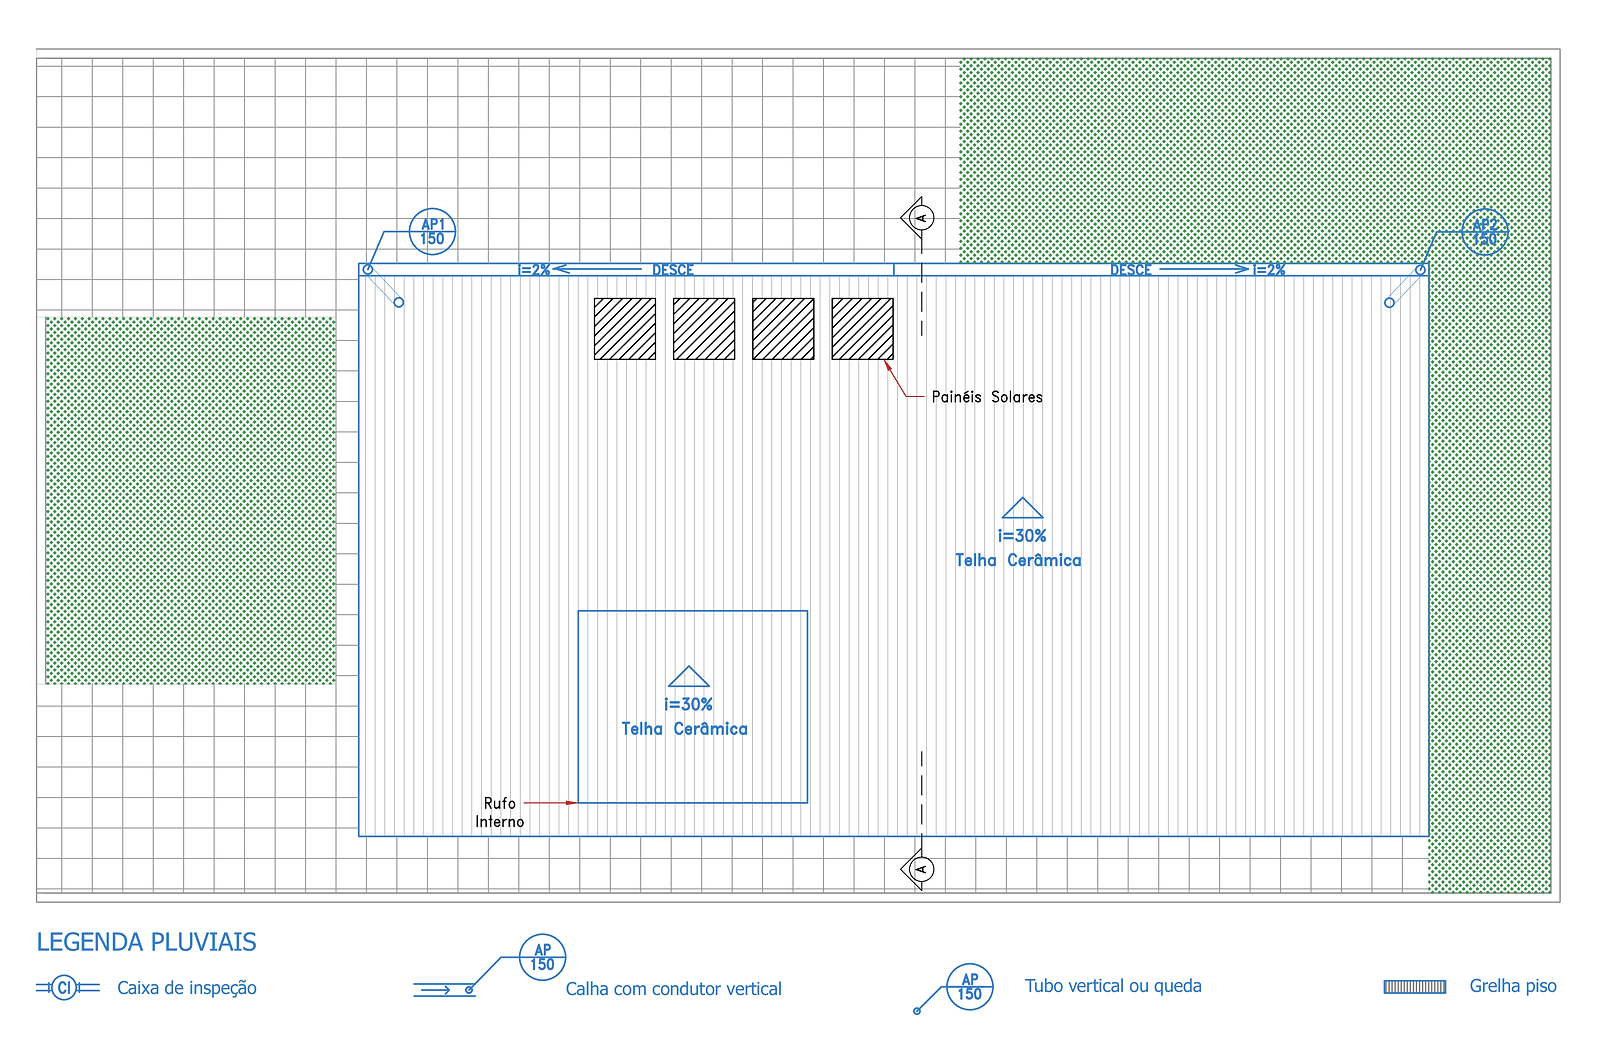 A
AP1
150
AP2
150
i=2%
DESCE
DESCE
i=2%
Painéis Solares
i=30%
Telha Cerâmica
i=30%
Telha Cerâmica
Rufo
Interno
A
LEGENDA PLUVIAIS
CI
Caixa de inspeção
AP
150
Calha com condutor vertical
AP
150
Tubo vertical ou queda
Grelha piso